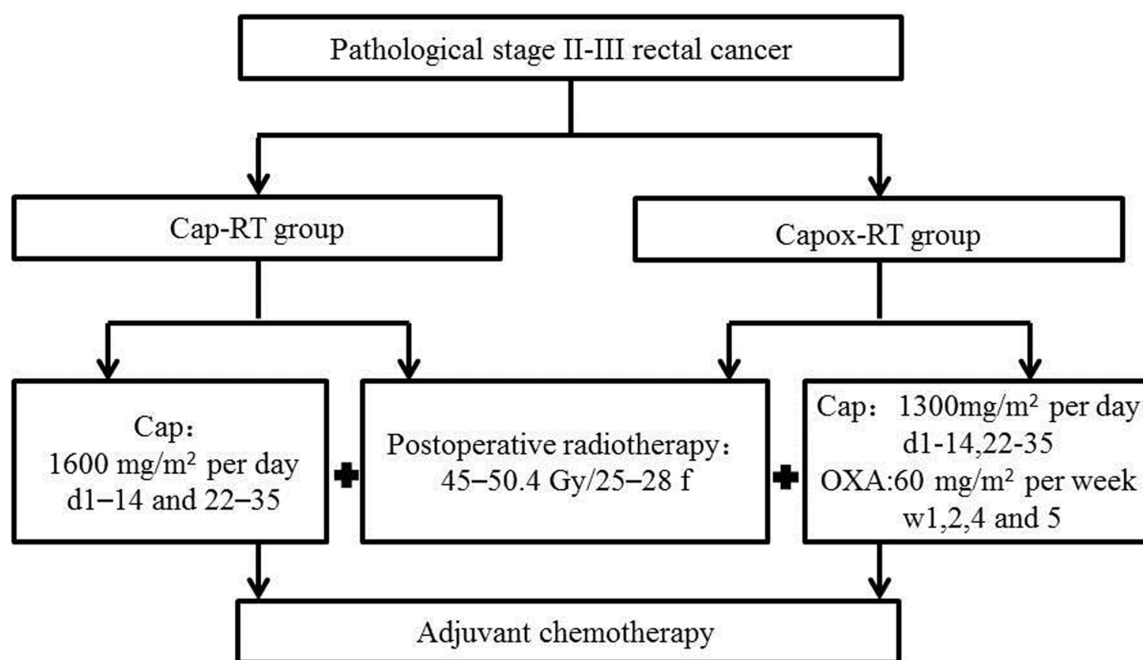 Pathological stage II-III rectal cancer
Cap-RT group
Capox-RT group
Cap：
1600 mg/m² per day
d1–14 and 22–35
Postoperative radiotherapy：
45–50.4 Gy/25–28 f
Cap：1300mg/m² per day
d1-14,22-35
OXA:60 mg/m² per week
w1,2,4 and 5
Adjuvant chemotherapy